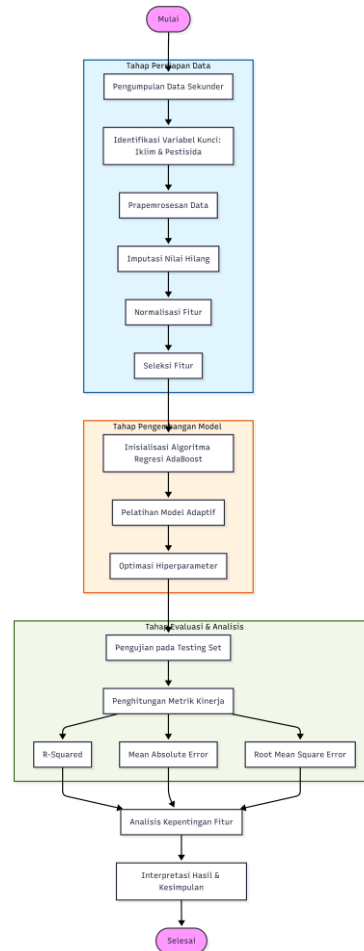 Mulai
Tahap Persiapan Data
Pengumpulan Data Sekunder
Identifikasi Variabel Kunci:
Iklim & Pestisida
Prapemrosesan Data
Imputasi Nilai Hilang
Normalisasi Fitur
Seleksi Fitur
Tahap Pengembangan Model
Inisialisasi Algoritma
Regresi AdaBoost
Pelatihan Model Adaptif
Optimasi Hiperparameter
Tahap Evaluasi & Analisis
Pengujian pada Testing Set
Penghitungan Metrik Kinerja
R-Squared
Mean Absolute Error
Root Mean Square Error
Analisis Kepentingan Fitur
Interpretasi Hasil &
Kesimpulan
Selesai